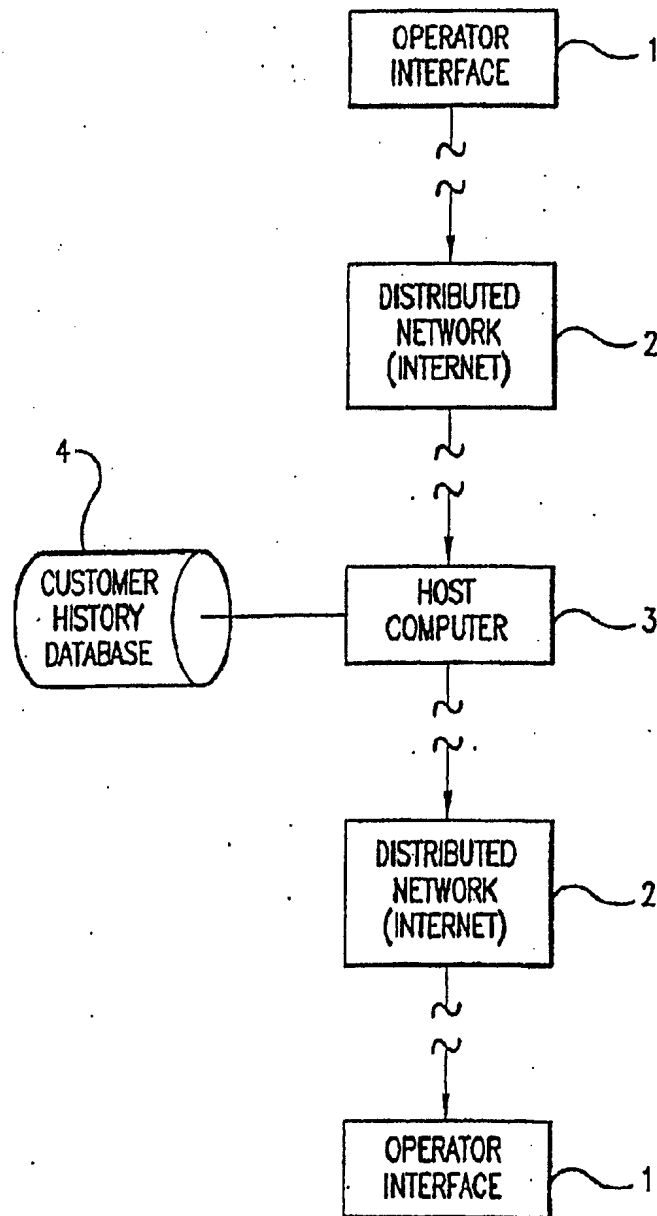 OPERATOR
INTERFACE
1
DISTRIBUTED
NETWORK
(INTERNET)
2
4
CUSTOMER
HISTORY
DATABASE
HOST
COMPUTER
3
DISTRIBUTED
NETWORK
(INTERNET)
2
OPERATOR
INTERFACE
1